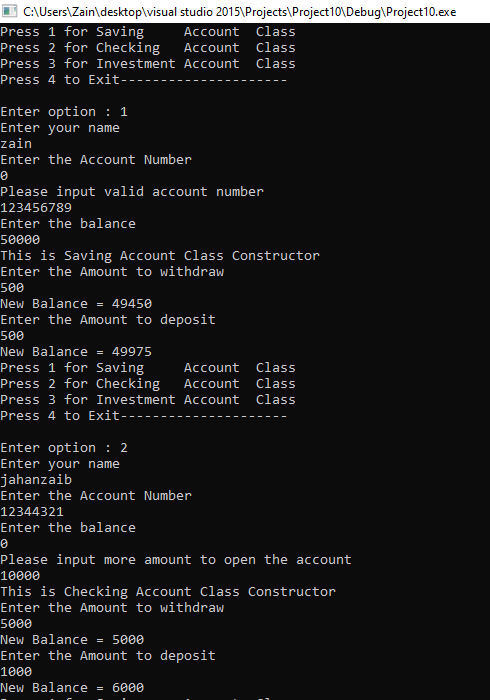 C:\Users\Zain\desktop\visual studio 2015\Projects\Project10\Debug\Project10.exe
Press 1 for Saving     Account  Class
Press 2 for Checking   Account  Class
Press 3 for Investment Account  Class
Press 4 to Exit---------------------
Enter option : 1
Enter your name
zain
Enter the Account Number
0
Please input valid account number
123456789
Enter the balance
50000
This is Saving Account Class Constructor
Enter the Amount to withdraw
500
New Balance = 49450
Enter the Amount to deposit
500
New Balance = 49975
Press 1 for Saving     Account  Class
Press 2 for Checking   Account  Class
Press 3 for Investment Account  Class
Press 4 to Exit---------------------
Enter option : 2
Enter your name
jahanzaib
Enter the Account Number
12344321
Enter the balance
0
Please input more amount to open the account
10000
This is Checking Account Class Constructor
Enter the Amount to withdraw
5000
New Balance = 5000
Enter the Amount to deposit
1000
New Balance = 6000